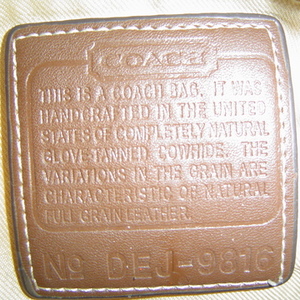 COACH
THIS IS A COACH BAG. IT WAS
HANDCRAFTED IN THE UNITED
STATES OF COMPLETELY NATURAL
GLOVE TANNED COWHIDE. THE
VARIATIONS IN THE GRAIN ARE
CHARACTERISTIC OF NATURAL
FULL GRAIN LEATHER.
No DEJ-9816